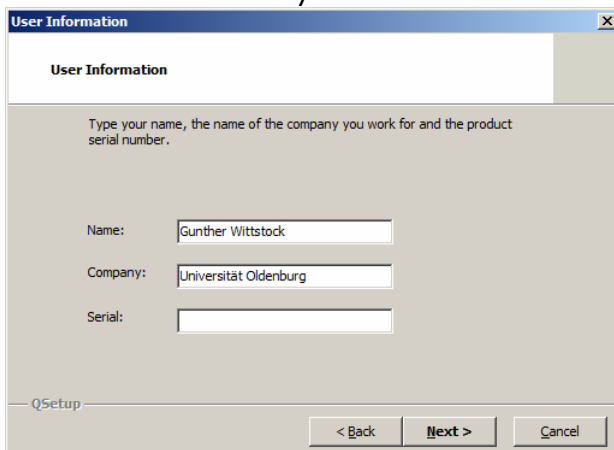 User Information
User Information
Type your name, the name of the company you work for and the product
serial number.
Name: Gunther Wittstock
Company: Universität Oldenburg
Serial:
QSetup
< Back Next > Cancel